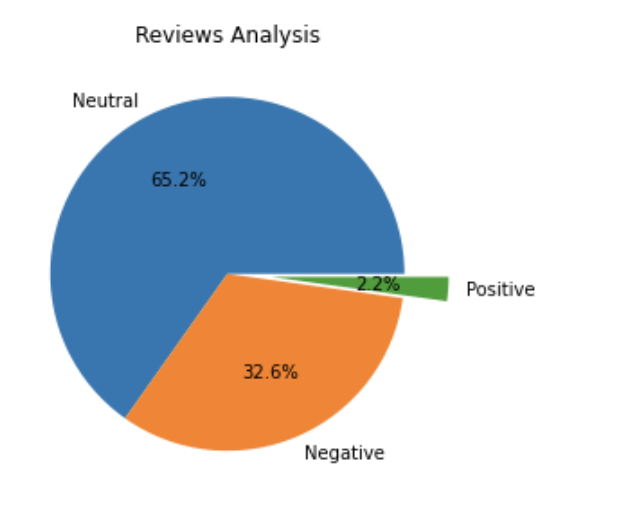 Reviews Analysis
Neutral
65.2%
2.2%
Positive
32.6%
Negative